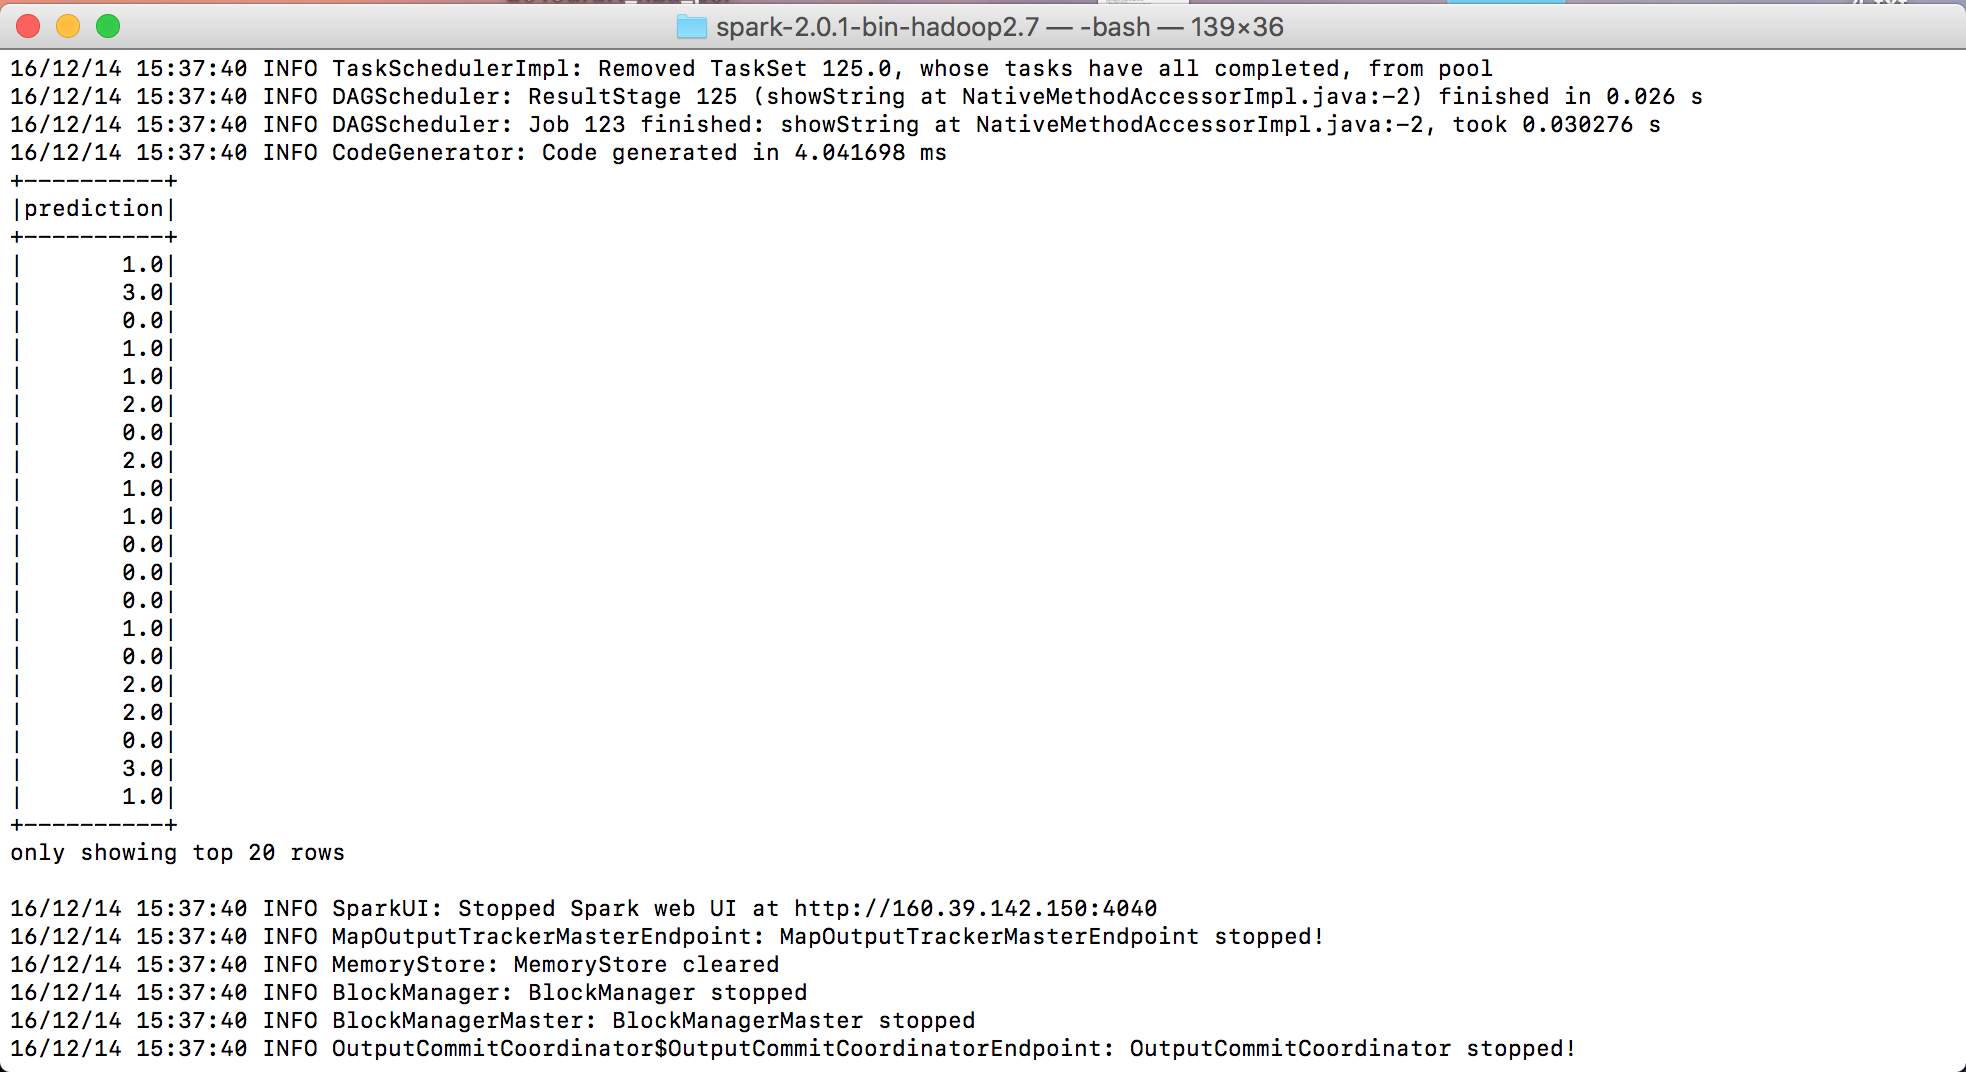 spark-2.0.1-bin-hadoop2.7 — -bash — 139×36
16/12/14 15:37:40 INFO TaskSchedulerImpl: Removed TaskSet 125.0, whose tasks have all completed, from pool
16/12/14 15:37:40 INFO DAGScheduler: ResultStage 125 (showString at NativeMethodAccessorImpl.java:-2) finished in 0.026 s
16/12/14 15:37:40 INFO DAGScheduler: Job 123 finished: showString at NativeMethodAccessorImpl.java:-2, took 0.030276 s
16/12/14 15:37:40 INFO CodeGenerator: Code generated in 4.041698 ms
+----------+
|prediction|
+----------+
|       1.0|
|       3.0|
|       0.0|
|       1.0|
|       1.0|
|       2.0|
|       0.0|
|       2.0|
|       1.0|
|       1.0|
|       0.0|
|       0.0|
|       0.0|
|       1.0|
|       0.0|
|       2.0|
|       2.0|
|       0.0|
|       3.0|
|       1.0|
+----------+
only showing top 20 rows
16/12/14 15:37:40 INFO SparkUI: Stopped Spark web UI at http://160.39.142.150:4040
16/12/14 15:37:40 INFO MapOutputTrackerMasterEndpoint: MapOutputTrackerMasterEndpoint stopped!
16/12/14 15:37:40 INFO MemoryStore: MemoryStore cleared
16/12/14 15:37:40 INFO BlockManager: BlockManager stopped
16/12/14 15:37:40 INFO BlockManagerMaster: BlockManagerMaster stopped
16/12/14 15:37:40 INFO OutputCommitCoordinator$OutputCommitCoordinatorEndpoint: OutputCommitCoordinator stopped!